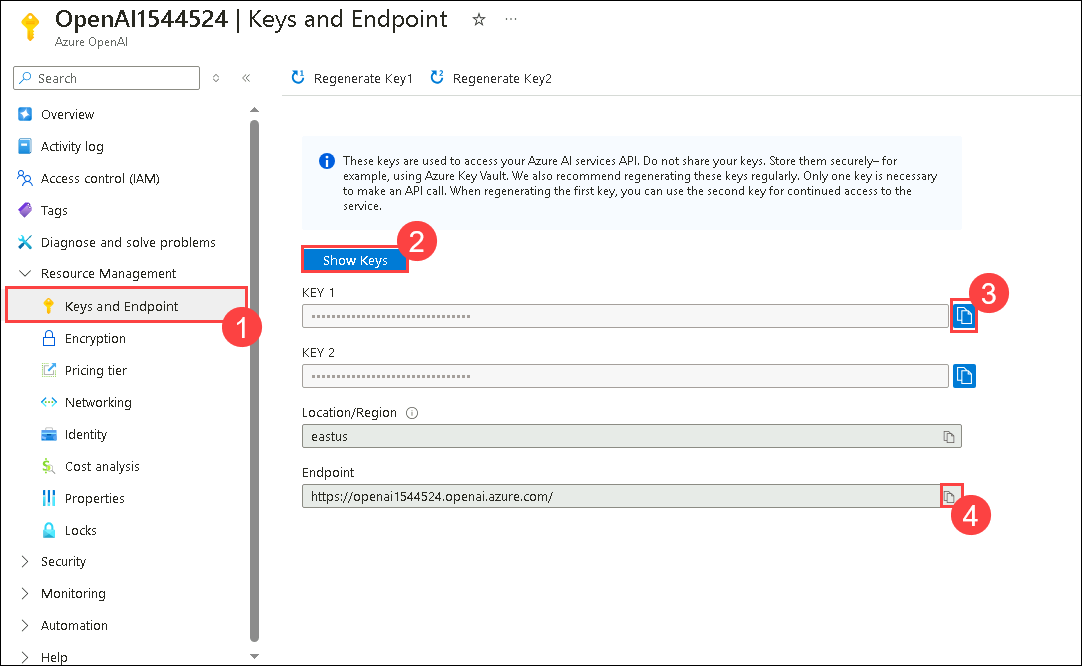 OpenAI1544524 | Keys and Endpoint
Azure OpenAI
Search
Regenerate Key1
Regenerate Key2
Overview
Activity log
Access control (IAM)
Tags
Diagnose and solve problems
Resource Management
Keys and Endpoint
1
Encryption
Pricing tier
Networking
Identity
Cost analysis
Properties
Locks
Security
Monitoring
Automation
Help
These keys are used to access your Azure AI services API. Do not share your keys. Store them securely– for
example, using Azure Key Vault. We also recommend regenerating these keys regularly. Only one key is necessary
to make an API call. When regenerating the first key, you can use the second key for continued access to the
service.
Show Keys
2
KEY 1
3
KEY 2
Location/Region
eastus
Endpoint
https://openai1544524.openai.azure.com/
4